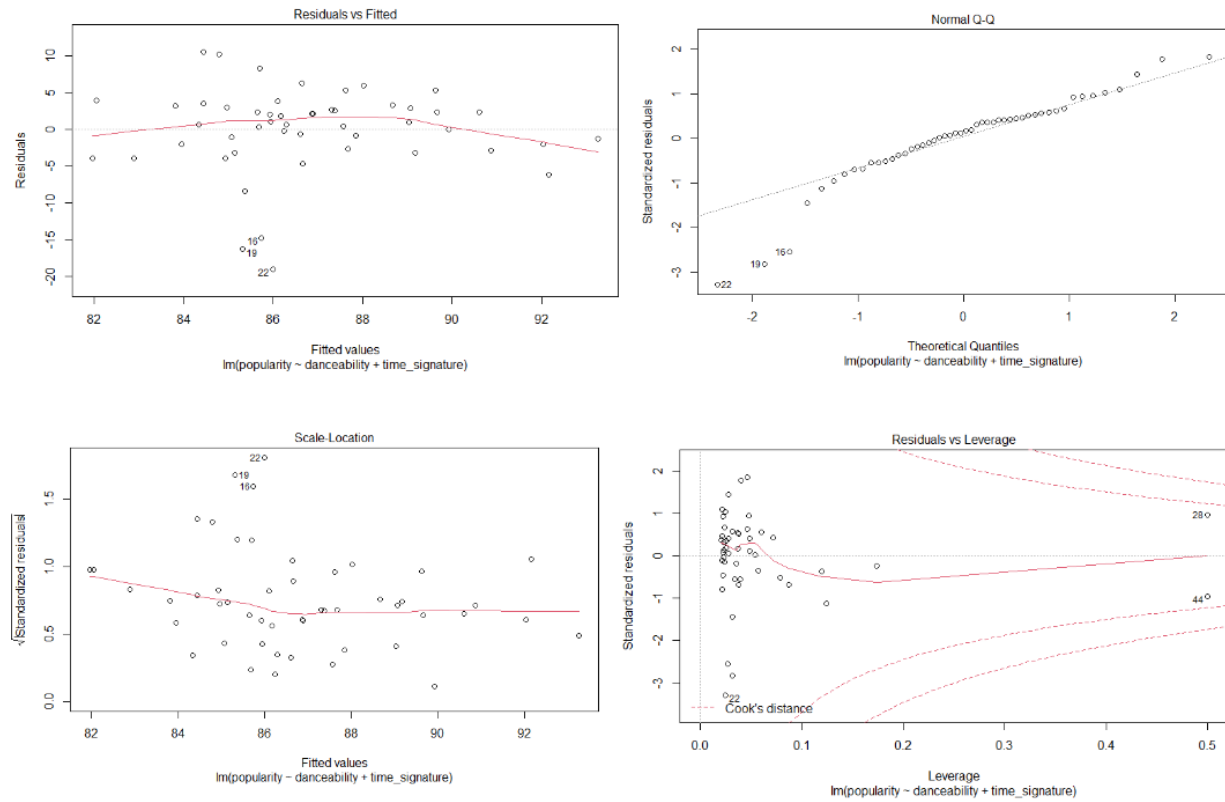 Residuals vs Fitted
Residuals
10
5
0
-5
-10
-15
-20
16
19
22
82 84 86 88 90 92
Fitted values
lm(popularity ~ danceability + time_signature)
Normal Q-Q
Standardized residuals
2
1
0
-1
-2
-3
16
19
22
-2 -1 0 1 2
Theoretical Quantiles
lm(popularity ~ danceability + time_signature)
Scale-Location
√|Standardized residuals|
1.5
1.0
0.5
0.0
22
19
16
82 84 86 88 90 92
Fitted values
lm(popularity ~ danceability + time_signature)
Residuals vs Leverage
Standardized residuals
2
1
0
-1
-2
-3
28
44
22
Cook's distance
0.0 0.1 0.2 0.3 0.4 0.5
Leverage
lm(popularity ~ danceability + time_signature)